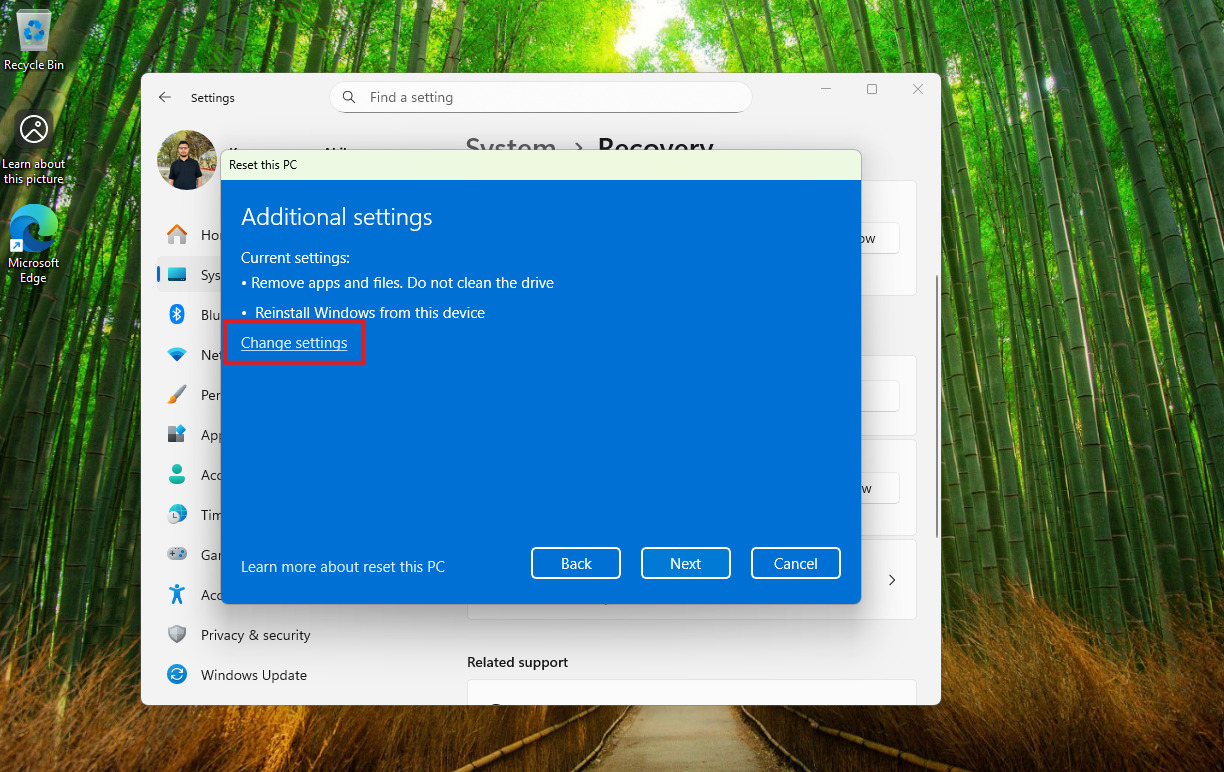 Recycle Bin
Learn about
this picture
Microsoft
Edge
Settings
Find a setting
System > Recovery
Reset this PC
Additional settings
Current settings:
• Remove apps and files. Do not clean the drive
• Reinstall Windows from this device
Change settings
Learn more about reset this PC
Back
Next
Cancel
Privacy & security
Windows Update
Related support